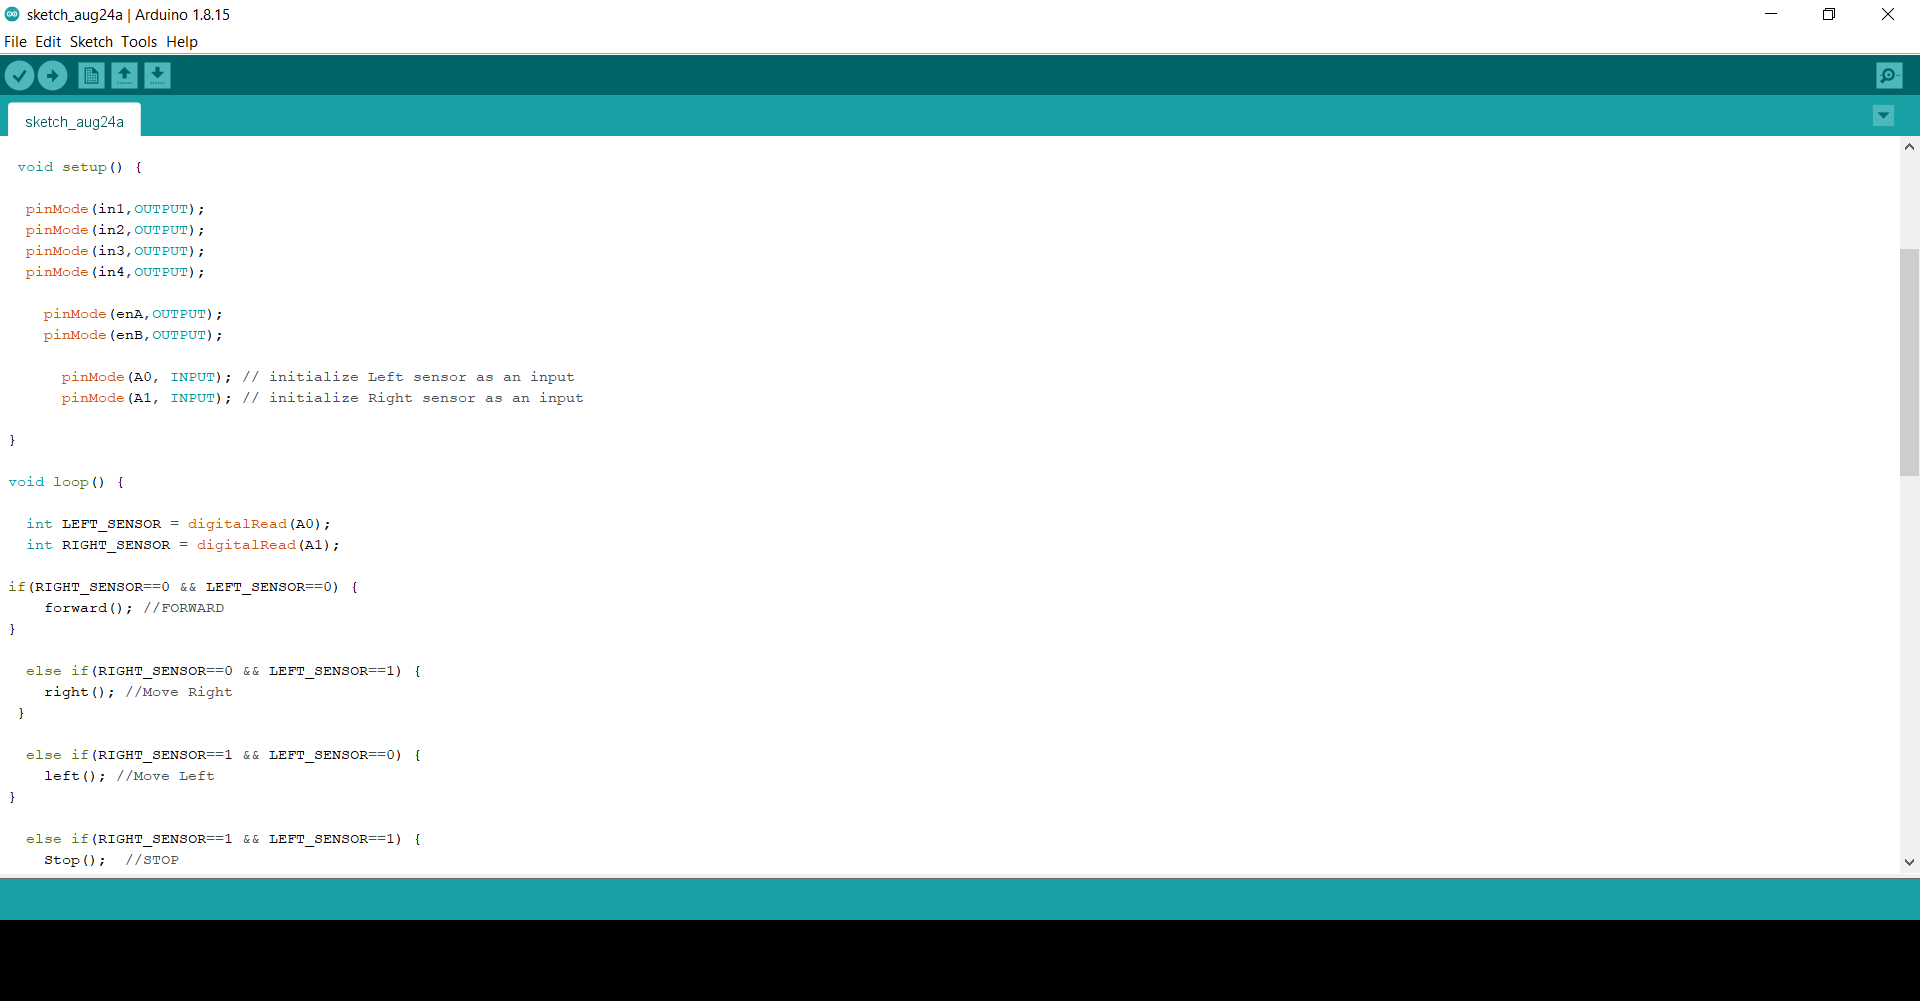 sketch_aug24a | Arduino 1.8.15
File Edit Sketch Tools Help
sketch_aug24a
void setup() {
pinMode(in1,OUTPUT);
pinMode(in2,OUTPUT);
pinMode(in3,OUTPUT);
pinMode(in4,OUTPUT);
pinMode(enA,OUTPUT);
pinMode(enB,OUTPUT);
pinMode(A0, INPUT); // initialize Left sensor as an input
pinMode(A1, INPUT); // initialize Right sensor as an input
}
void loop() {
int LEFT_SENSOR = digitalRead(A0);
int RIGHT_SENSOR = digitalRead(A1);
if(RIGHT_SENSOR==0 && LEFT_SENSOR==0) {
forward(); //FORWARD
}
else if(RIGHT_SENSOR==0 && LEFT_SENSOR==1) {
right(); //Move Right
}
else if(RIGHT_SENSOR==1 && LEFT_SENSOR==0) {
left(); //Move Left
}
else if(RIGHT_SENSOR==1 && LEFT_SENSOR==1) {
Stop();  //STOP